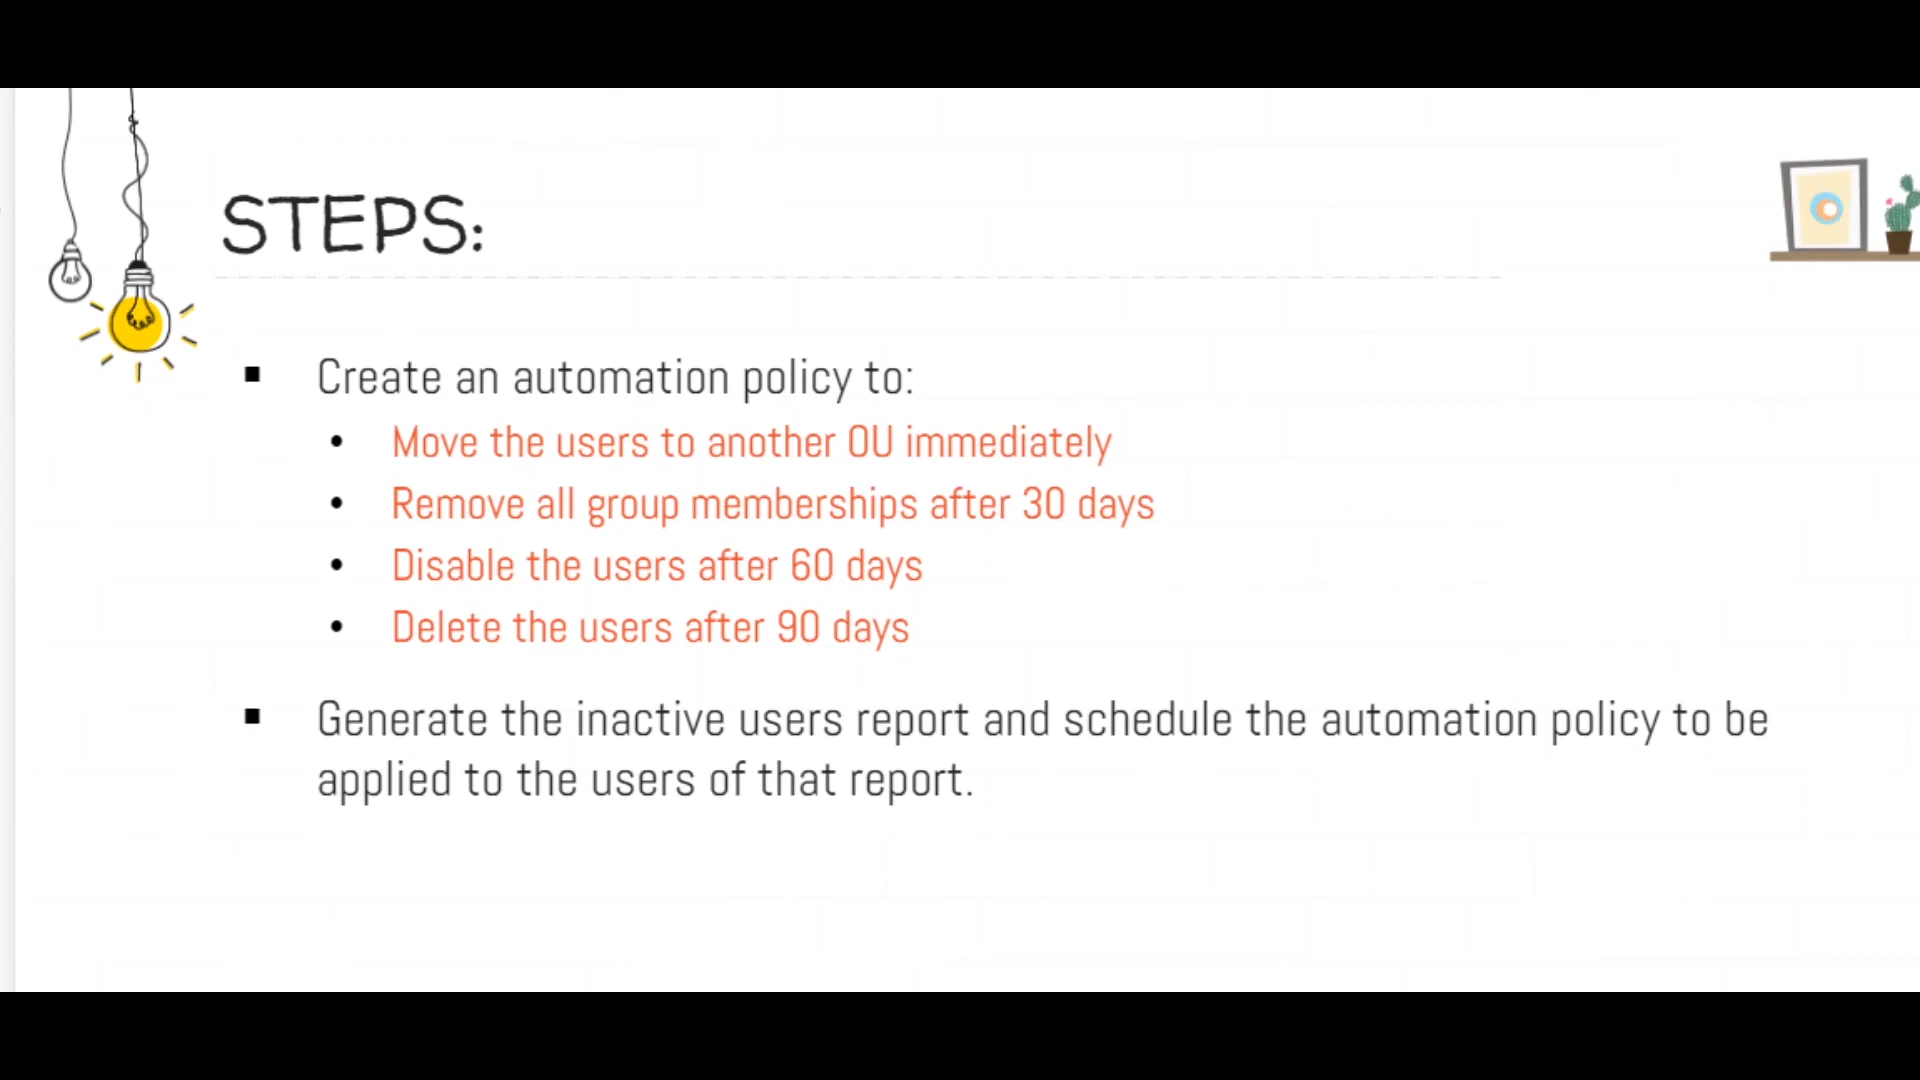 STEPS:
Create an automation policy to:
Move the users to another OU immediately
Remove all group memberships after 30 days
Disable the users after 60 days
Delete the users after 90 days
Generate the inactive users report and schedule the automation policy to be
applied to the users of that report.